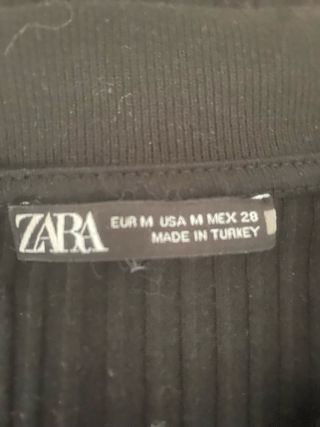 ZARA
EUR M USA M MEX 28
MADE IN TURKEY